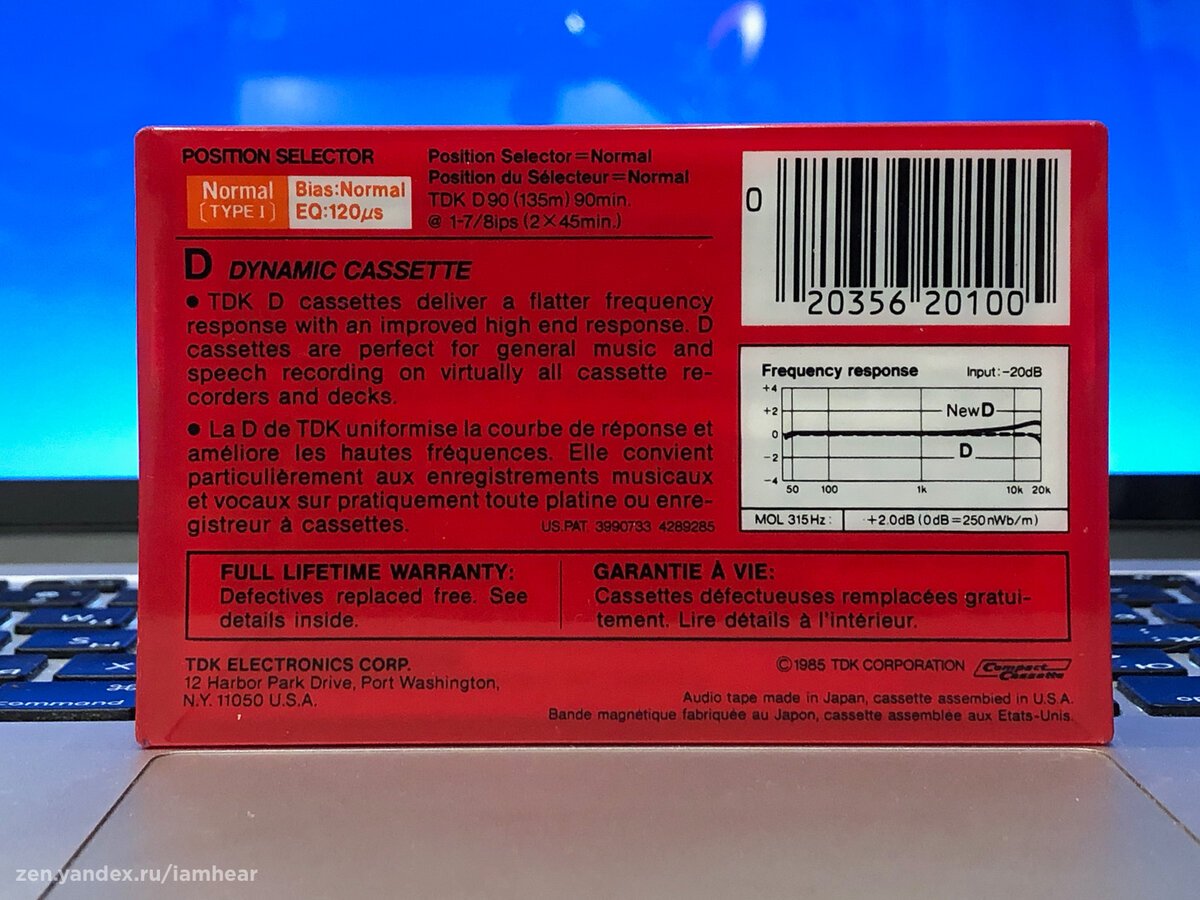 POSITION SELECTOR
Normal
[TYPE I]
Bias:Normal
EQ:120µs
Position Selector=Normal
Position du Sélecteur=Normal
TDK D90 (135m) 90min.
@ 1-7/8ips (2×45min.)
D DYNAMIC CASSETTE
● TDK D cassettes deliver a flatter frequency
response with an improved high end response. D
cassettes are perfect for general music and
speech recording on virtually all cassette re-
corders and decks.
● La D de TDK uniformise la courbe de réponse et
améliore les hautes fréquences. Elle convient
particulièrement aux enregistrements musicaux
et vocaux sur pratiquement toute platine ou enre-
gistreur à cassettes.
US.PAT 3990733 4289285
0 20356 20100
Frequency response Input:-20dB
+4
+2
0
-2
-4
New D
D
50 100 1k 10k 20k
MOL 315Hz: +2.0dB (0dB=250nWb/m)
FULL LIFETIME WARRANTY:
Defectives replaced free. See
details inside.
GARANTIE À VIE:
Cassettes défectueuses remplacées gratui-
tement. Lire détails à l'intérieur.
TDK ELECTRONICS CORP.
12 Harbor Park Drive, Port Washington,
N.Y. 11050 U.S.A.
©1985 TDK CORPORATION Compact Cassette
Audio tape made in Japan, cassette assembled in U.S.A.
Bande magnétique fabriquée au Japon, cassette assemblée aux Etats-Unis.
command
X
zen.yandex.ru/iamhear